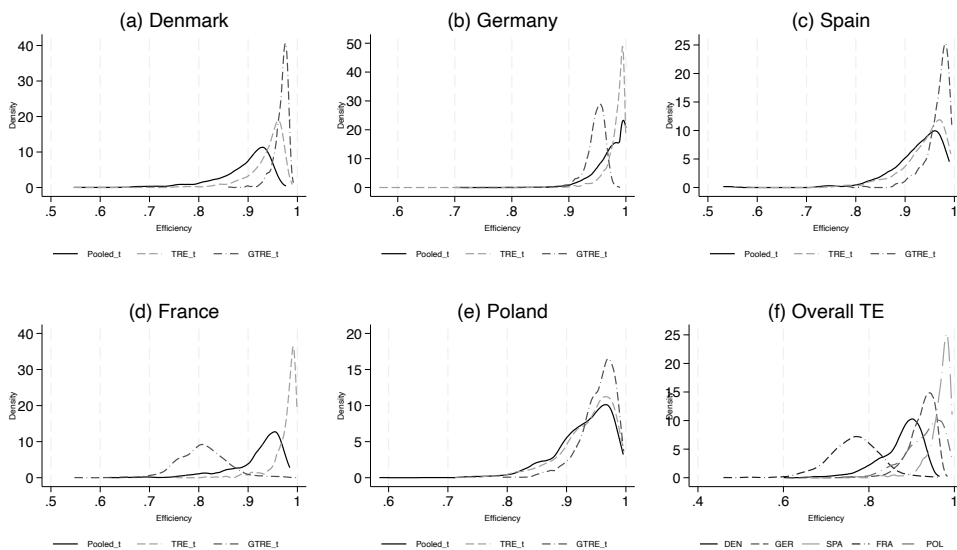 (a) Denmark
40
30
20
10
0
Density
.5 .6 .7 .8 .9 1
Efficiency
Pooled_t TRE_t GTRE_t
(b) Germany
50
40
30
20
10
0
Density
.6 .7 .8 .9 1
Efficiency
Pooled_t TRE_t GTRE_t
(c) Spain
25
20
15
10
5
0
Density
.5 .6 .7 .8 .9 1
Efficiency
Pooled_t TRE_t GTRE_t
(d) France
40
30
20
10
0
Density
.5 .6 .7 .8 .9 1
Efficiency
Pooled_t TRE_t GTRE_t
(e) Poland
20
15
10
5
0
Density
.6 .7 .8 .9 1
Efficiency
Pooled_t TRE_t GTRE_t
(f) Overall TE
25
20
15
10
5
0
Density
.4 .6 .8 1
Efficiency
DEN GER SPA FRA POL